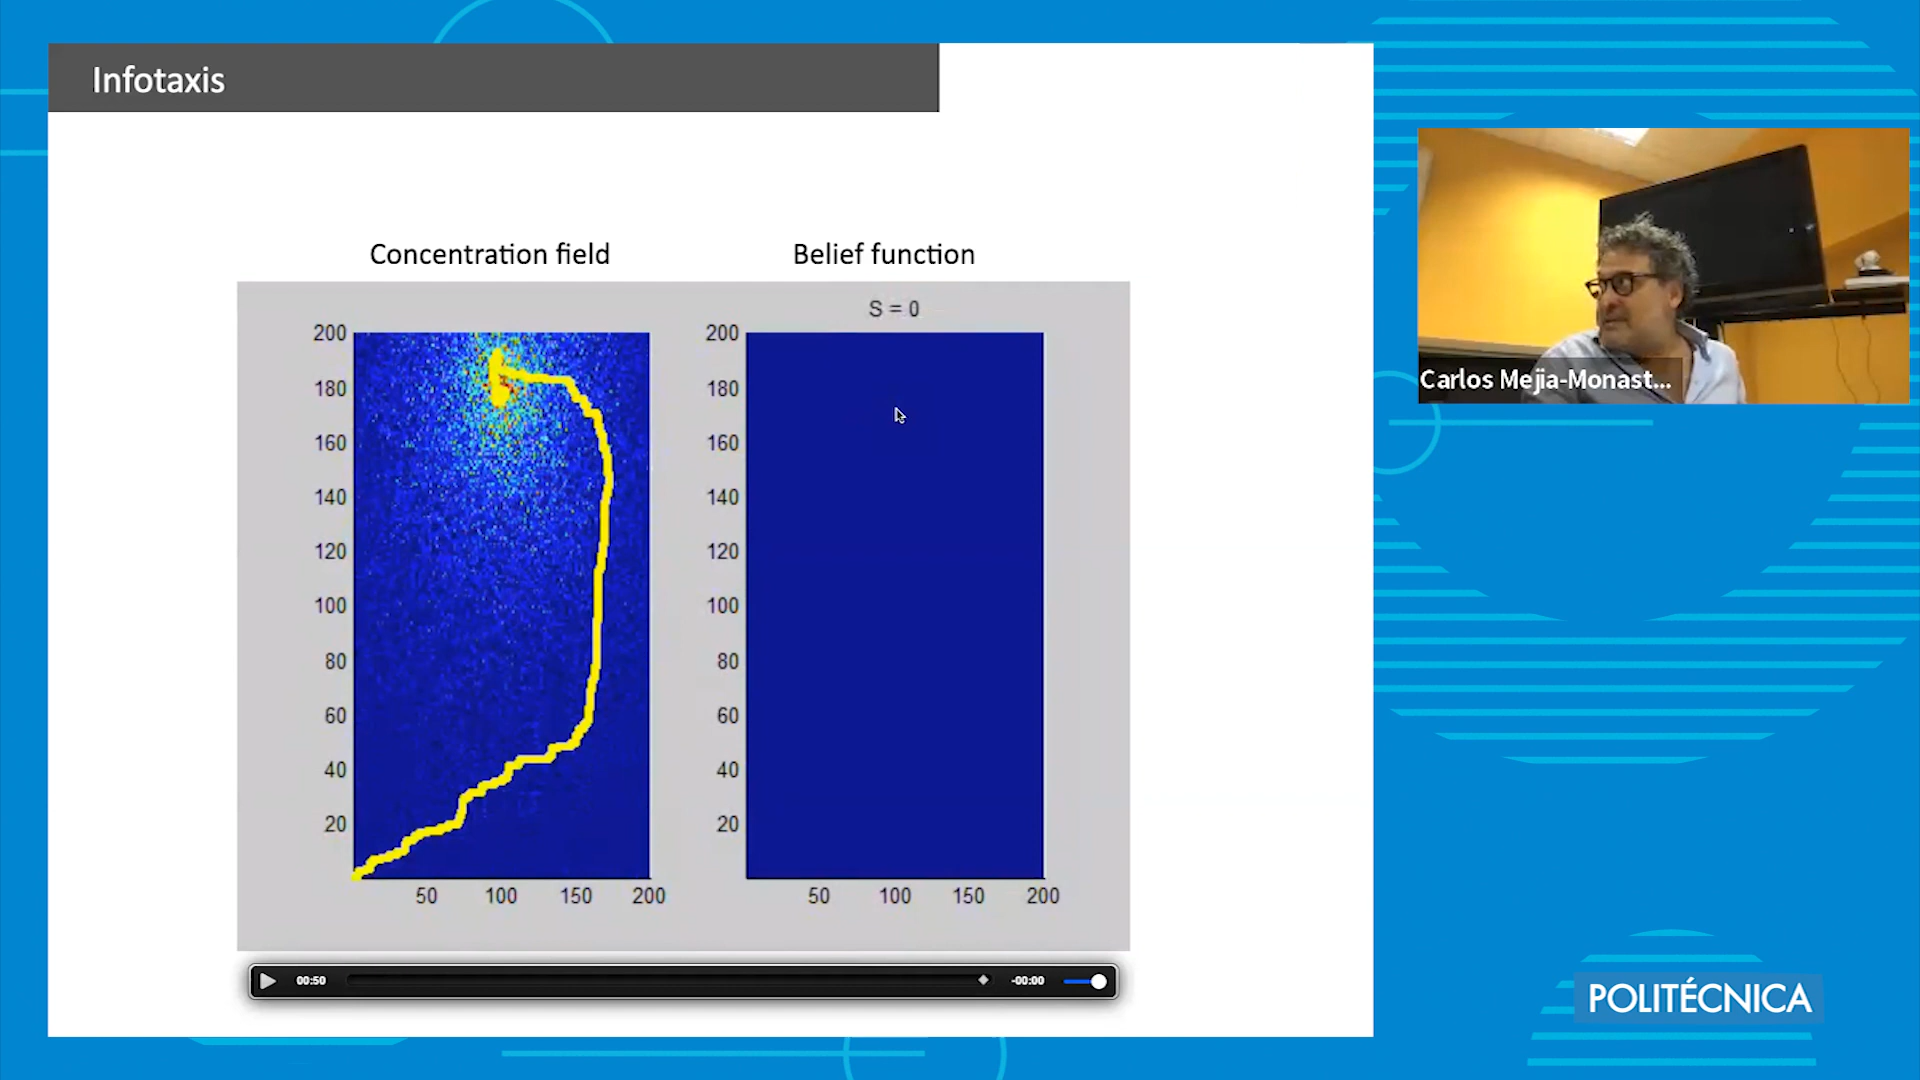 Infotaxis
Concentration field
Belief function
S = 0
200
180
160
140
120
100
80
60
40
20
50 100 150 200
200
180
160
140
120
100
80
60
40
20
50 100 150 200
00:50
-00:00
Carlos Mejia-Monast...
POLITÉCNICA